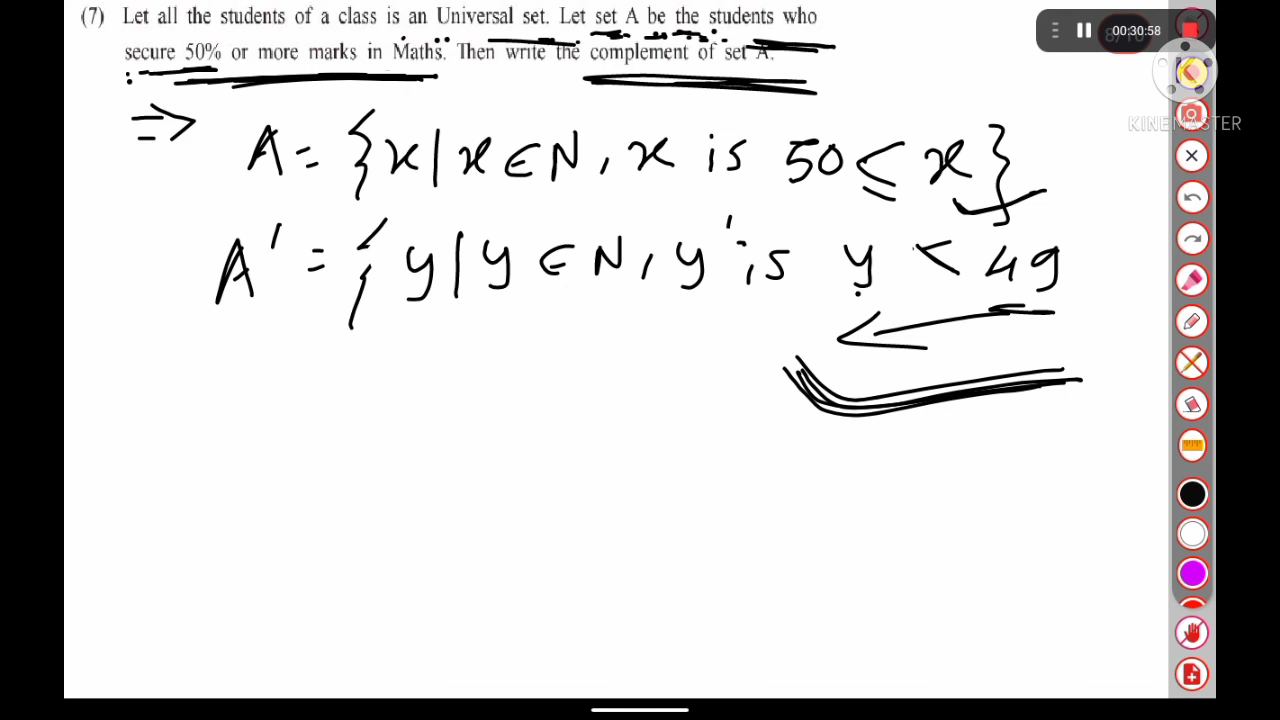 (7) Let all the students of a class is an Universal set. Let set A be the students who
secure 50% or more marks in Maths. Then write the complement of set A.
00:30:58
KINEMASTER
⇒ A = {x | x ∈ N, x is 50 ≤ x}
A' = { y | y ∈ N, y' is y < 49